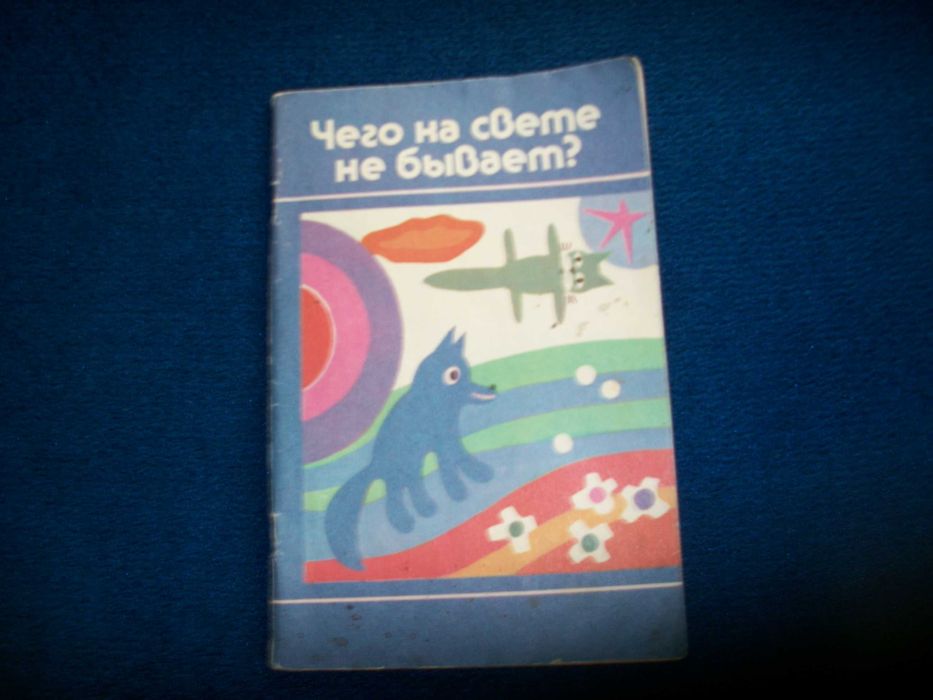 Чего на свете
не бывает?